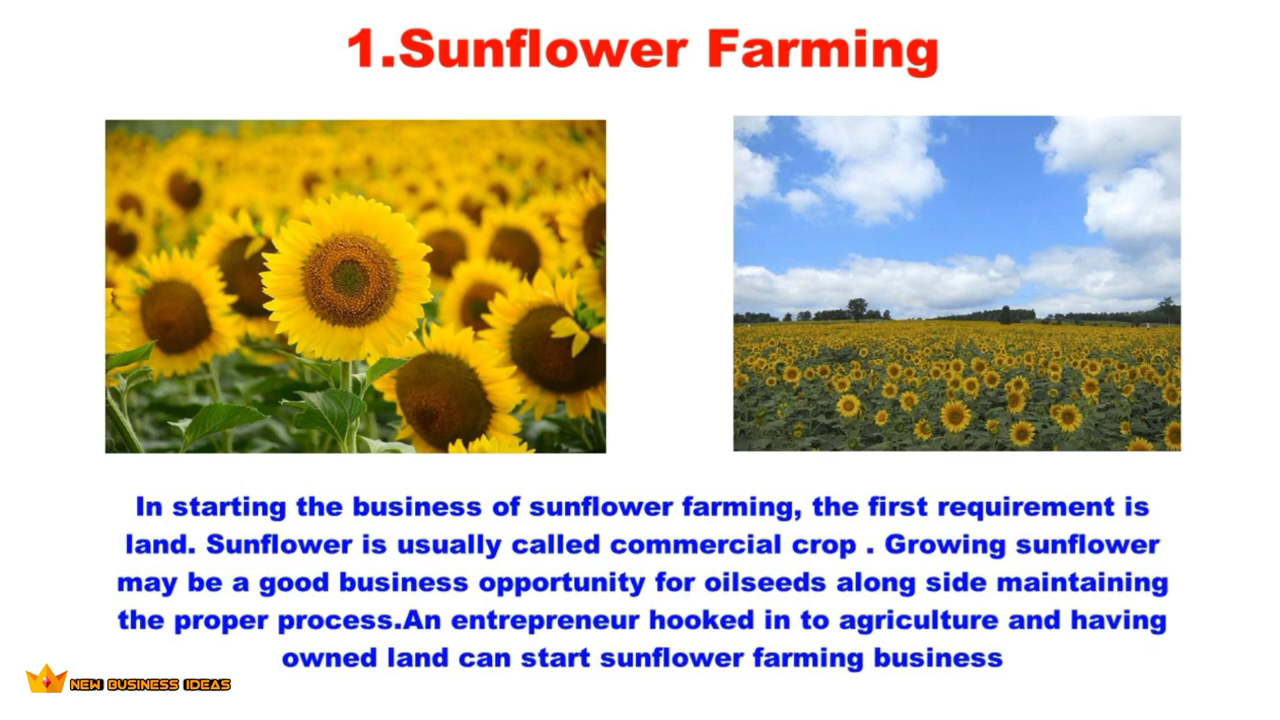 1.Sunflower Farming
In starting the business of sunflower farming, the first requirement is
land. Sunflower is usually called commercial crop . Growing sunflower
may be a good business opportunity for oilseeds along side maintaining
the proper process.An entrepreneur hooked in to agriculture and having
owned land can start sunflower farming business
NEW BUSINESS IDEAS